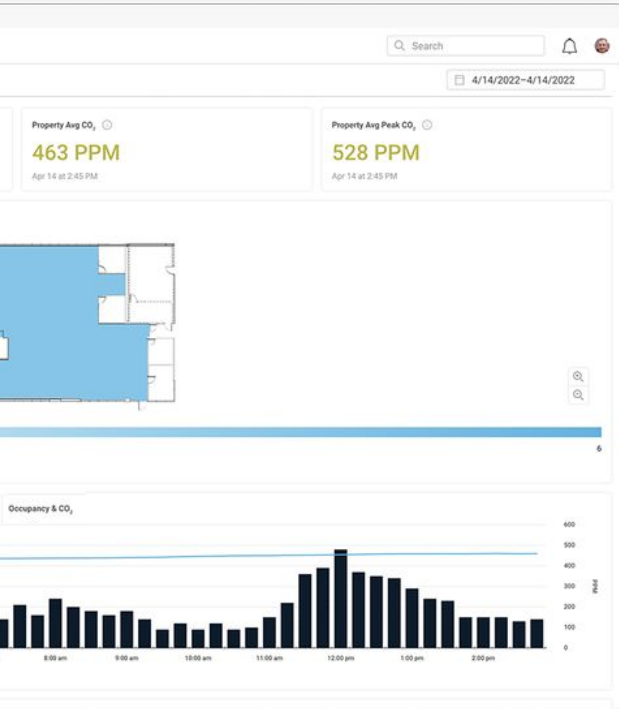 Search
4/14/2022–4/14/2022
Property Avg CO₂
463 PPM
Apr 14 at 2:45 PM
Property Avg Peak CO₂
528 PPM
Apr 14 at 2:45 PM
6
Occupancy & CO₂
600
500
400
300
200
100
0
PPM
8:00 am
9:00 am
10:00 am
11:00 am
12:00 pm
1:00 pm
2:00 pm